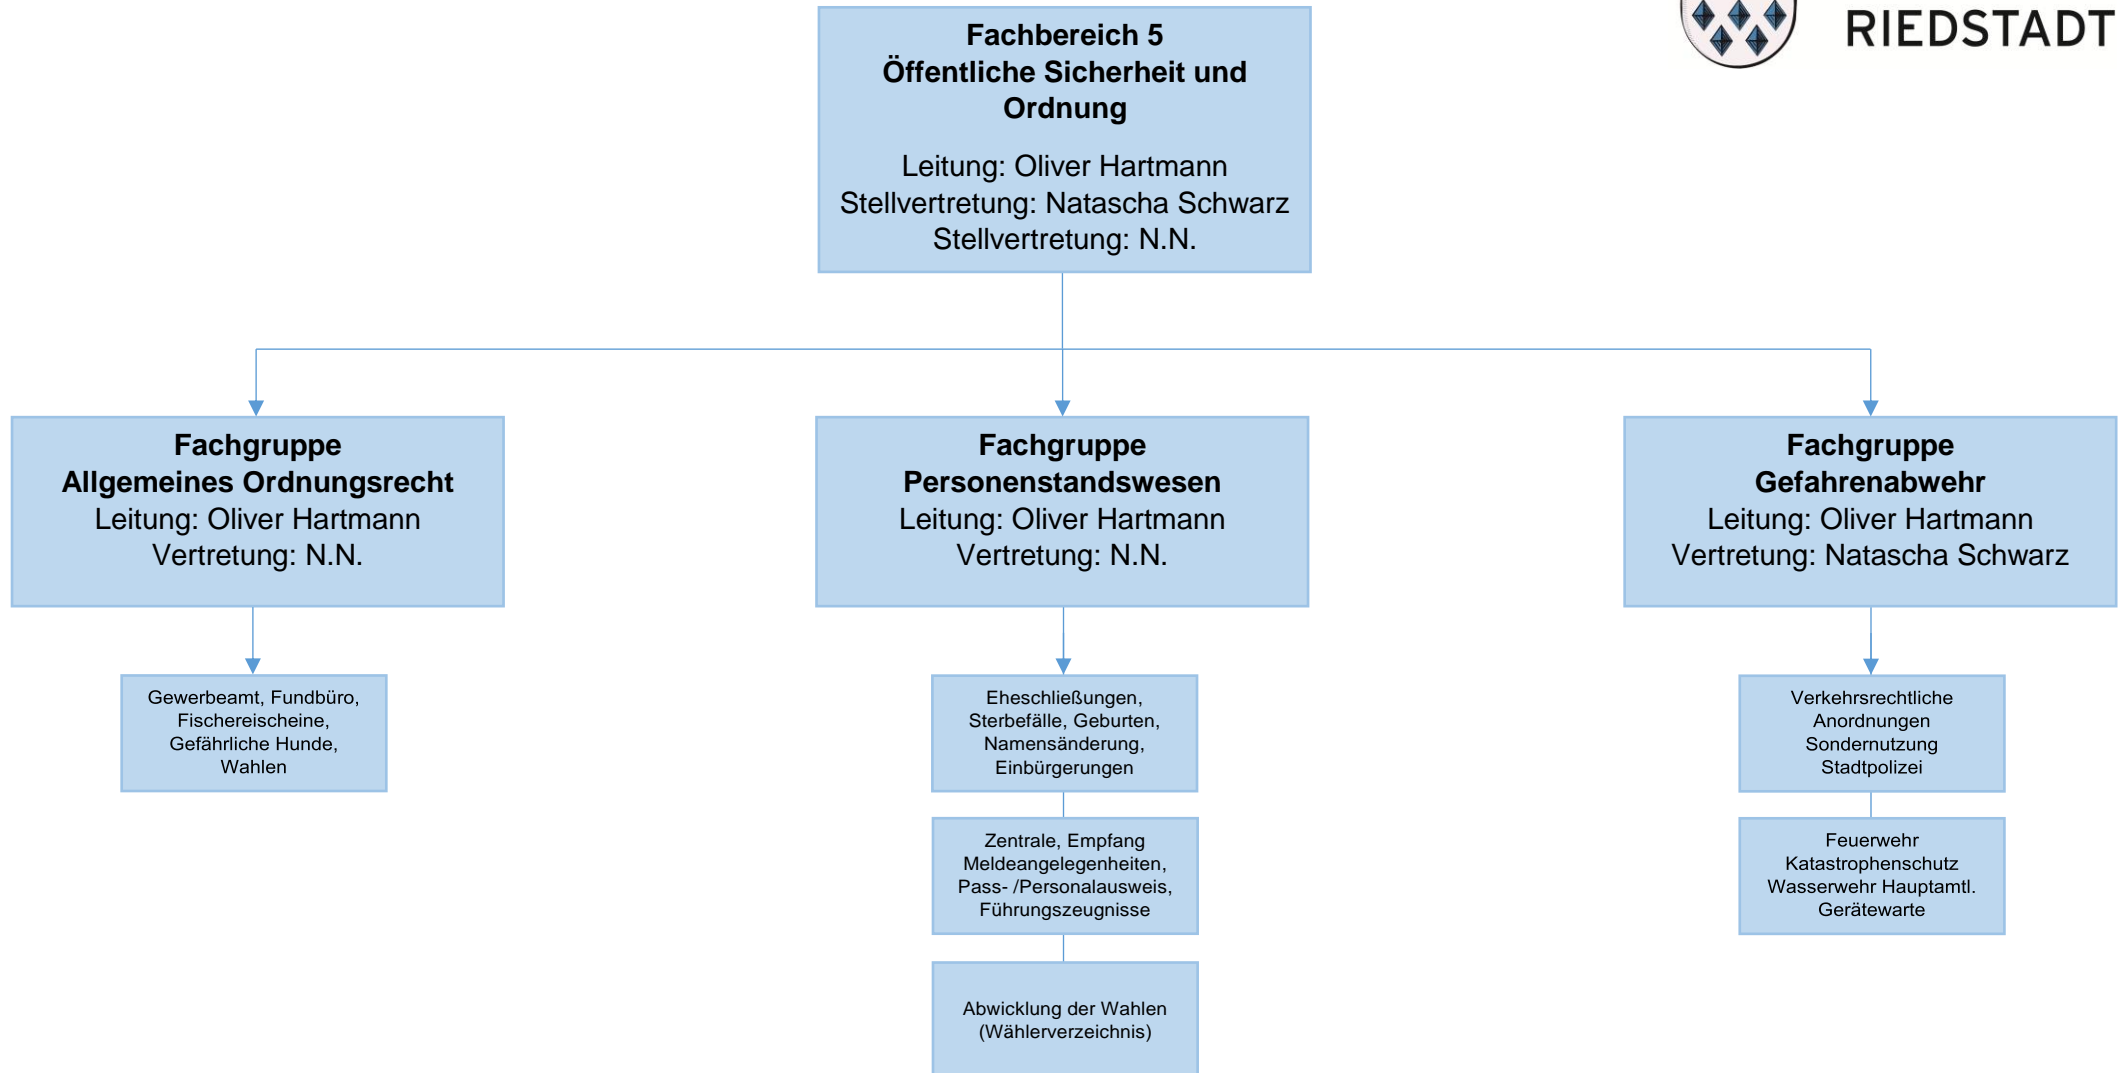 RIEDSTADT
Fachbereich 5
Öffentliche Sicherheit und
Ordnung
Leitung: Oliver Hartmann
Stellvertretung: Natascha Schwarz
Stellvertretung: N.N.
Fachgruppe
Allgemeines Ordnungsrecht
Leitung: Oliver Hartmann
Vertretung: N.N.
Gewerbeamt, Fundbüro,
Fischereischeine,
Gefährliche Hunde,
Wahlen
Fachgruppe
Personenstandswesen
Leitung: Oliver Hartmann
Vertretung: N.N.
Eheschließungen,
Sterbefälle, Geburten,
Namensänderung,
Einbürgerungen
Zentrale, Empfang
Meldeangelegenheiten,
Pass- /Personalausweis,
Führungszeugnisse
Abwicklung der Wahlen
(Wählerverzeichnis)
Fachgruppe
Gefahrenabwehr
Leitung: Oliver Hartmann
Vertretung: Natascha Schwarz
Verkehrsrechtliche
Anordnungen
Sondernutzung
Stadtpolizei
Feuerwehr
Katastrophenschutz
Wasserwehr Hauptamtl.
Gerätewarte